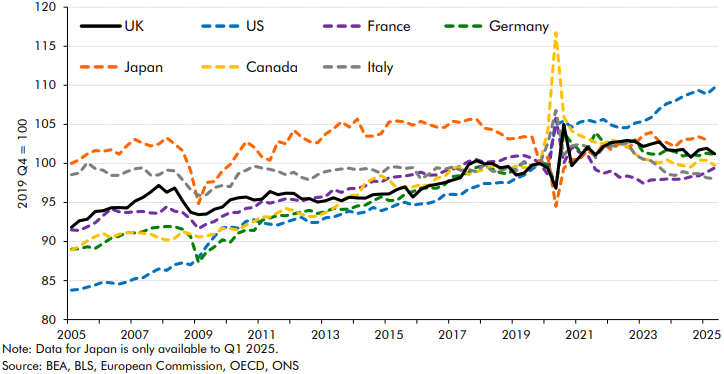 120
UK US France Germany
110
Japan Canada Italy
105
100
95
90
85
80
2019 Q4 = 100
2005 2007 2009 2011 2013 2015 2017 2019 2021 2023 2025
Note: Data for Japan is only available to Q1 2025.
Source: BEA, BLS, European Commission, OECD, ONS